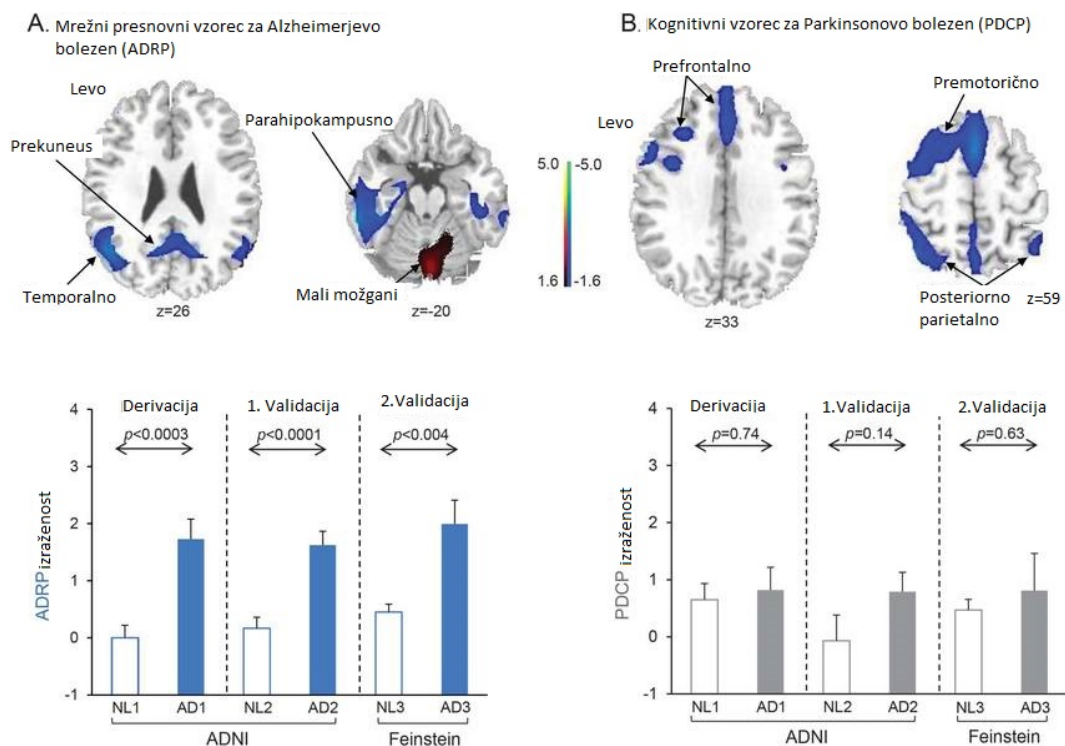 A. Mrežni presnovni vzorec za Alzheimerjevo
bolezen (ADRP)
Levo
Prekuneus
Temporalno
z=26
Parahipokampusno
Mali možgani
z=-20
5.0 -5.0
1.6 -1.6
B. Kognitivni vzorec za Parkinsonovo bolezen (PDCP)
Prefrontalno
Levo
z=33
Premotorično
Posteriorno
parietalno
z=59
Derivacija 1. Validacija 2.Validacija
p<0.0003 p<0.0001 p<0.004
ADRP izraženost
4
3
2
1
0
-1
NL1 AD1 NL2 AD2 NL3 AD3
ADNI Feinstein
Derivacija 1.Validacija 2.Validacija
p=0.74 p=0.14 p=0.63
PDCP izraženost
4
3
2
1
0
-1
NL1 AD1 NL2 AD2 NL3 AD3
ADNI Feinstein